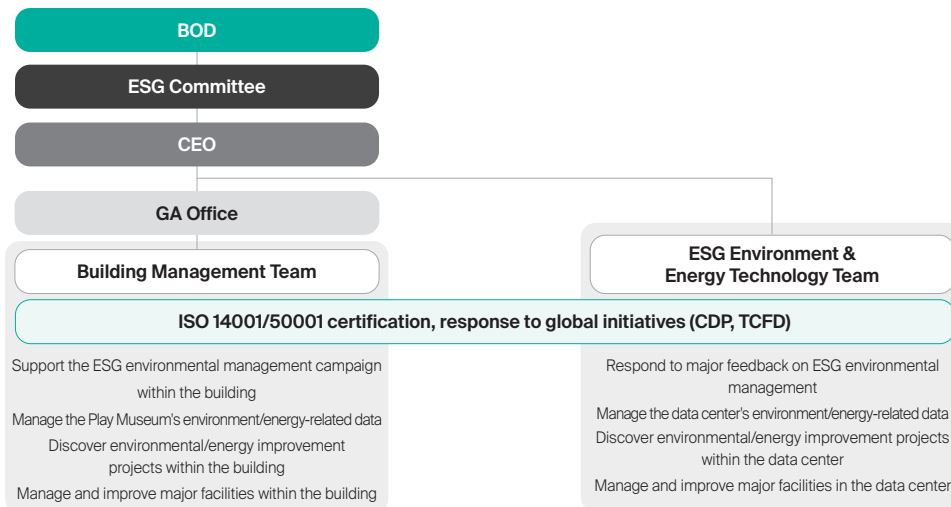 BOD
ESG Committee
CEO
GA Office
Building Management Team
ESG Environment &
Energy Technology Team
ISO 14001/50001 certification, response to global initiatives (CDP, TCFD)
Support the ESG environmental management campaign
within the building
Manage the Play Museum's environment/energy-related data
Discover environmental/energy improvement
projects within the building
Manage and improve major facilities within the building
Respond to major feedback on ESG environmental
management
Manage the data center's environment/energy-related data
Discover environmental/energy improvement projects
within the data center
Manage and improve major facilities in the data center